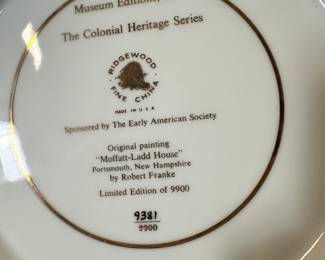 Museum Editions,
The Colonial Heritage Series
RIDGEWOOD
FINE CHINA
MADE IN U.S.A.
Sponsored by The Early American Society
Original painting
"Moffatt-Ladd House"
Portsmouth, New Hampshire
by Robert Franke
Limited Edition of 9900
9381
9900